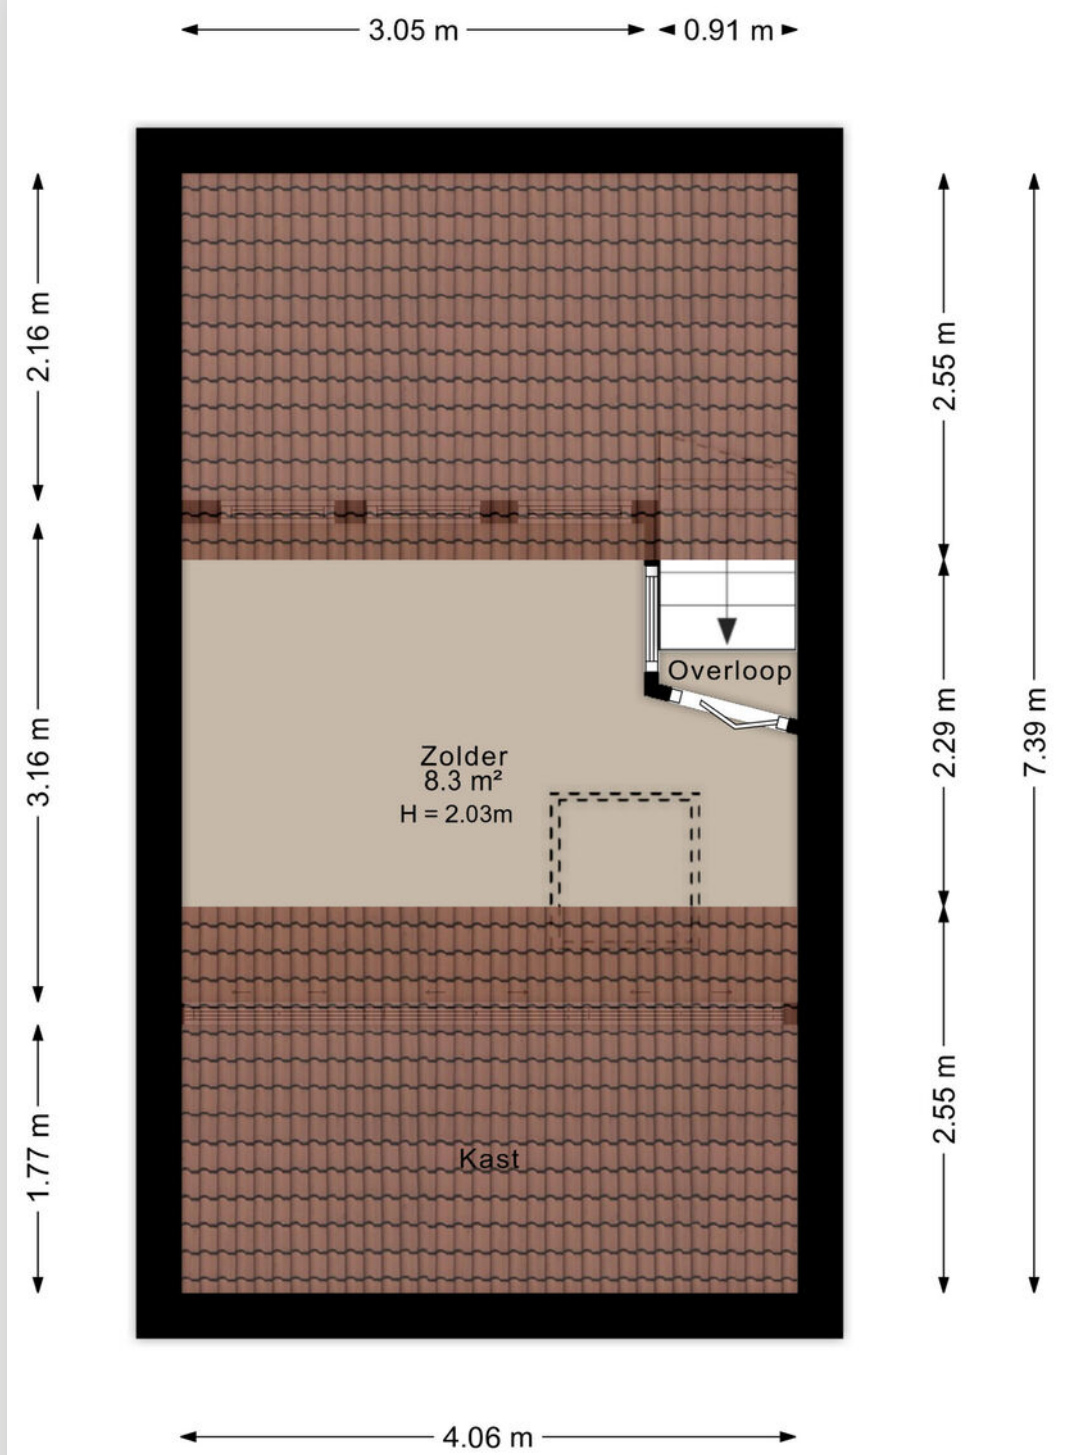 3.05 m
0.91 m
2.16 m
2.55 m
Overloop
3.16 m
Zolder
8.3 m²
H = 2.03m
2.29 m
7.39 m
1.77 m
Kast
2.55 m
4.06 m